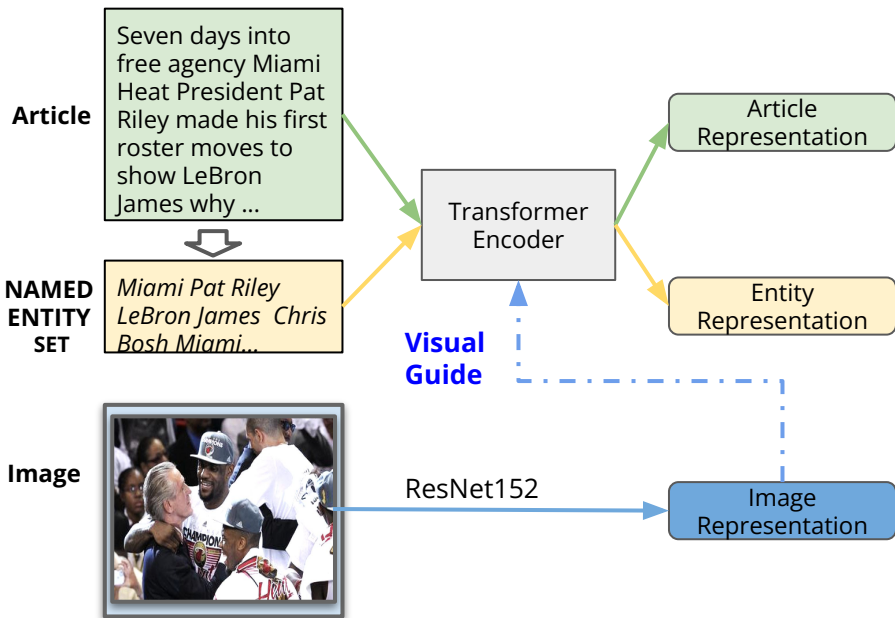 Article
Seven days into
free agency Miami
Heat President Pat
Riley made his first
roster moves to
show LeBron
James why ...
NAMED
ENTITY
SET
Miami Pat Riley
LeBron James  Chris
Bosh Miami...
Transformer
Encoder
Article
Representation
Entity
Representation
Visual
Guide
Image
CHAMPION
ResNet152
Image
Representation